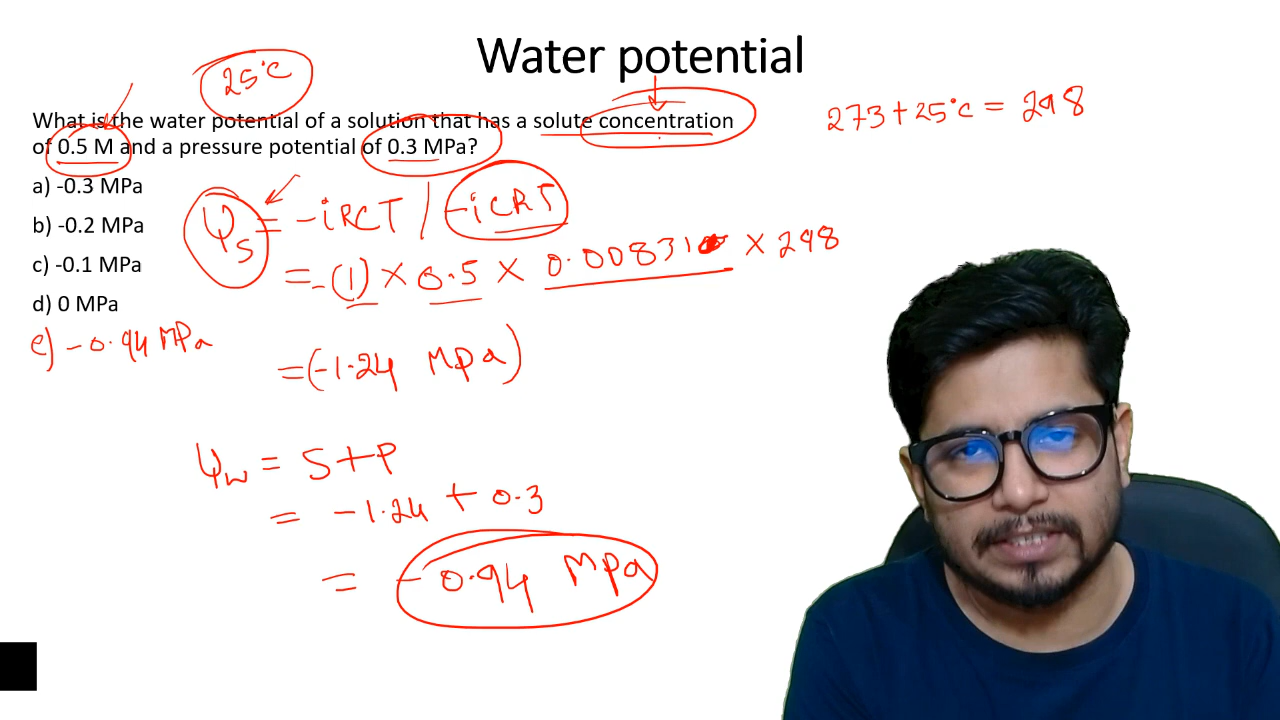 Water potential
25°C
What is the water potential of a solution that has a solute concentration
of 0.5 M and a pressure potential of 0.3 MPa?
273+25°C = 298
a) -0.3 MPa
b) -0.2 MPa
c) -0.1 MPa
d) 0 MPa
e) -0.94 MPa
Ψs = -iRCT / -iCRT
= -(1) × 0.5 × 0.00831 × 298
=(-1.24 MPa)
Ψw = S+P
= -1.24 + 0.3
= -0.94 MPa